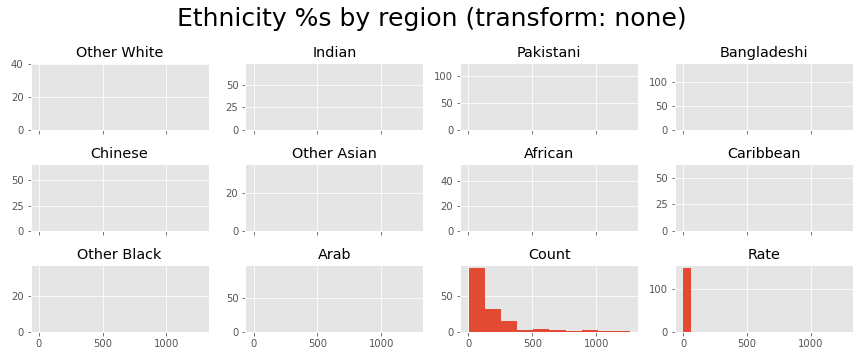 Ethnicity %s by region (transform: none)
Other White
Indian
Pakistani
Bangladeshi
40
20
0
50
25
0
100
50
0
100
50
0
Chinese
Other Asian
African
Caribbean
50
25
0
20
0
40
20
0
50
25
0
Other Black
Arab
Count
Rate
20
0
50
0
50
0
100
0
0 500 1000
0 500 1000
0 500 1000
0 500 1000